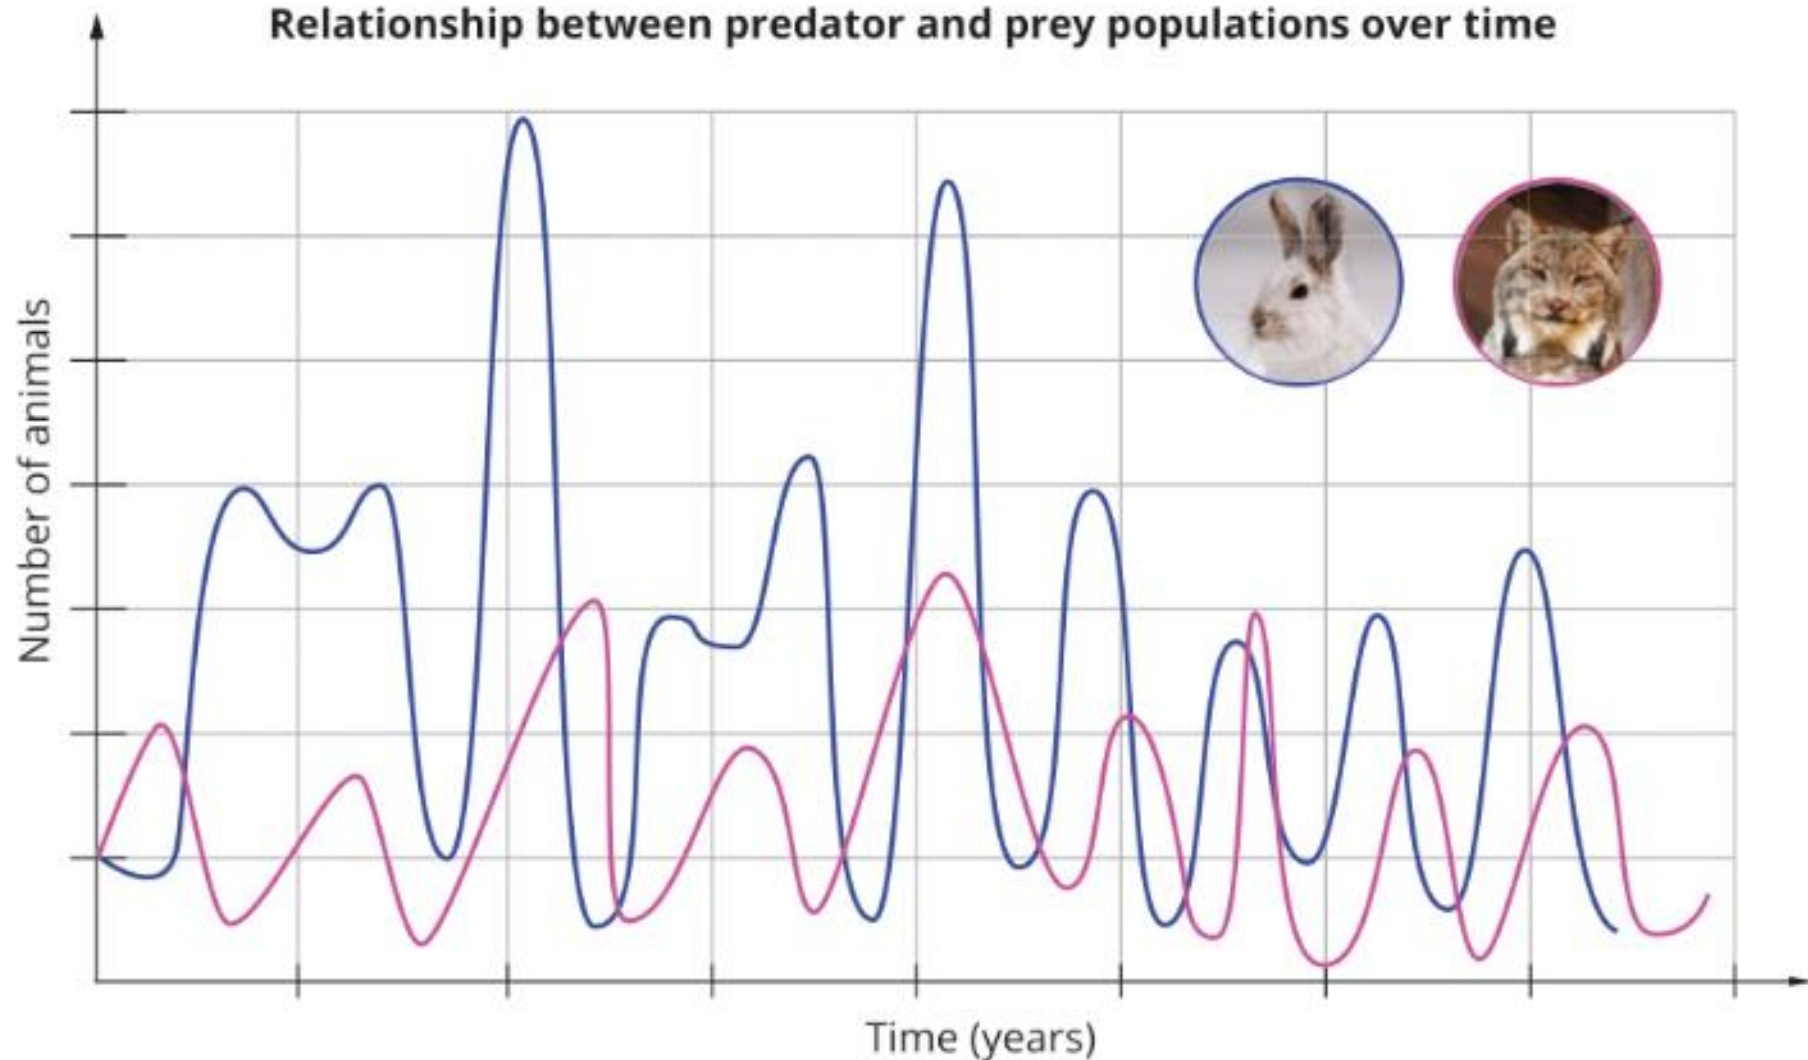 Relationship between predator and prey populations over time
Number of animals
Time (years)